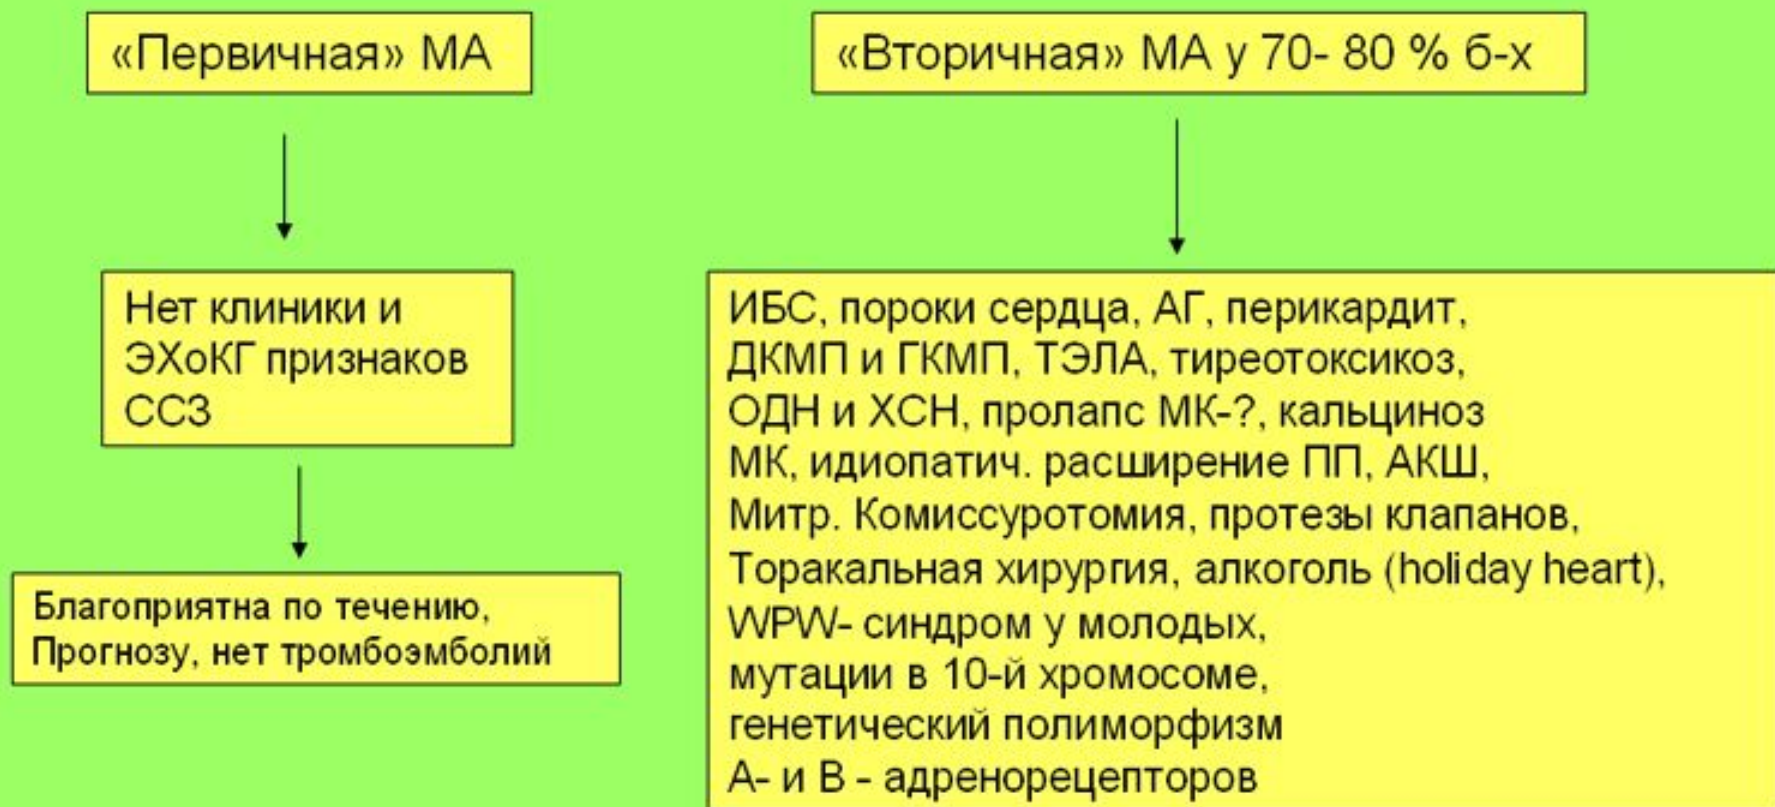 «Первичная» МА
«Вторичная» МА у 70- 80 % б-х
Нет клиники и
ЭХоКГ признаков
ССЗ
Благоприятна по течению,
Прогнозу, нет тромбоэмболий
ИБС, пороки сердца, АГ, перикардит,
ДКМП и ГКМП, ТЭЛА, тиреотоксикоз,
ОДН и ХСН, пролапс МК-?, кальциноз
МК, идиопатич. расширение ПП, АКШ,
Митр. Комиссуротомия, протезы клапанов,
Торакальная хирургия, алкоголь (holiday heart),
WPW- синдром у молодых,
мутации в 10-й хромосоме,
генетический полиморфизм
А- и В - адренорецепторов